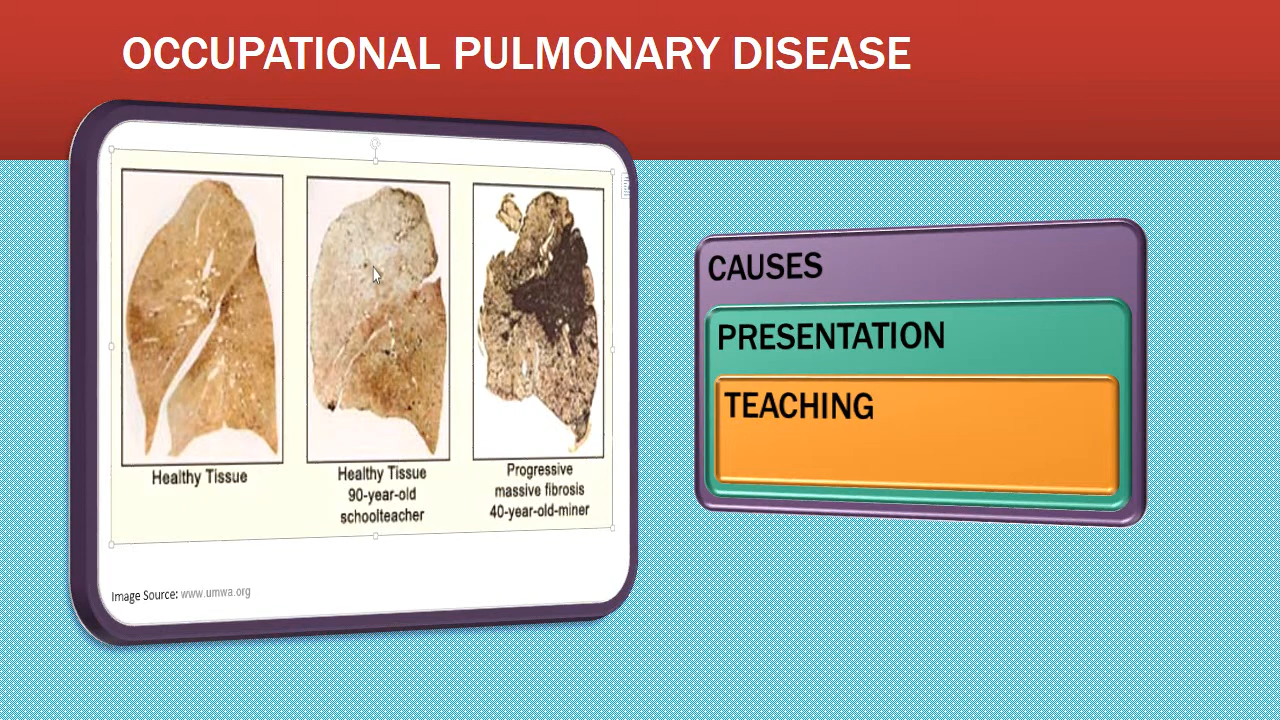 OCCUPATIONAL PULMONARY DISEASE
Healthy Tissue
Healthy Tissue
90-year-old
schoolteacher
Progressive
massive fibrosis
40-year-old-miner
Image Source: www.umwa.org
CAUSES
PRESENTATION
TEACHING